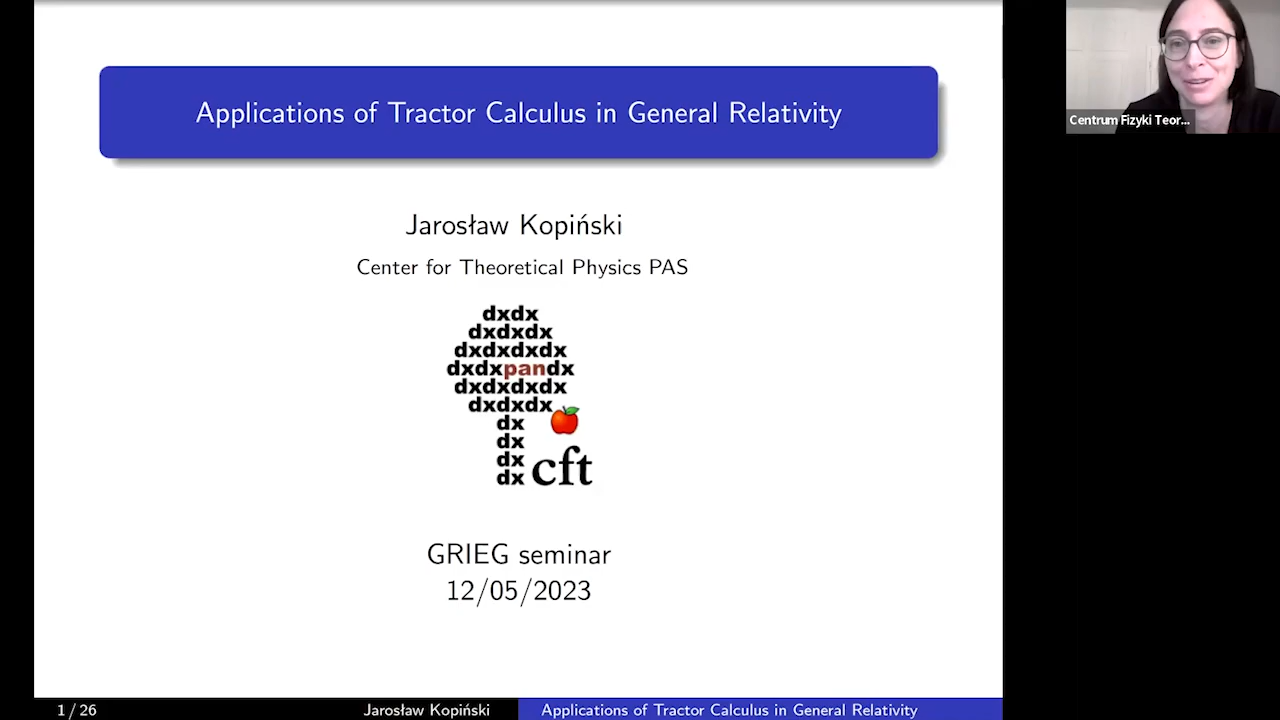 Applications of Tractor Calculus in General Relativity
Jarosław Kopiński
Center for Theoretical Physics PAS
dxdx
dxdxdx
dxdxdxdx
dxdxpandx
dxdxdxdx
dxdxdx
dx
dx
dx
dx cft
GRIEG seminar
12/05/2023
1 / 26
Jarosław Kopiński
Applications of Tractor Calculus in General Relativity
Centrum Fizyki Teor...